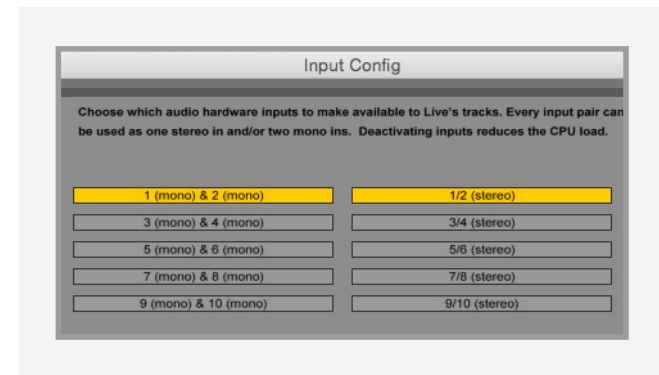 Input Config
Choose which audio hardware inputs to make available to Live's tracks. Every input pair can
be used as one stereo in and/or two mono ins. Deactivating inputs reduces the CPU load.
1 (mono) & 2 (mono)
1/2 (stereo)
3 (mono) & 4 (mono)
3/4 (stereo)
5 (mono) & 6 (mono)
5/6 (stereo)
7 (mono) & 8 (mono)
7/8 (stereo)
9 (mono) & 10 (mono)
9/10 (stereo)